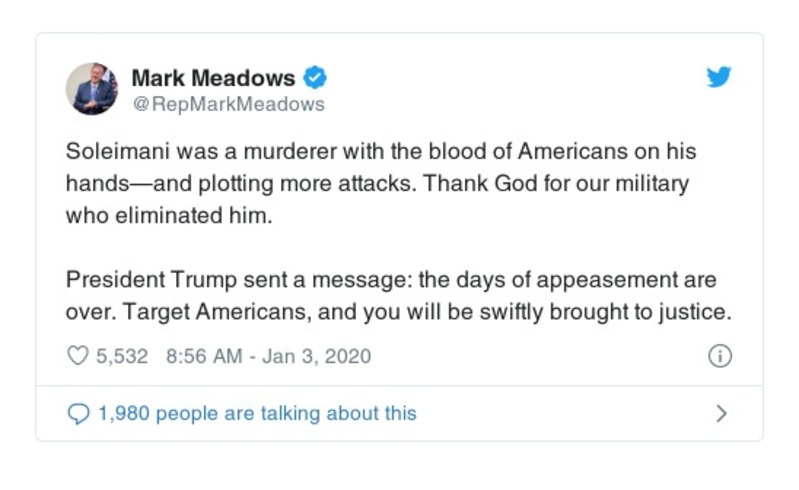 Mark Meadows
@RepMarkMeadows
Soleimani was a murderer with the blood of Americans on his
hands—and plotting more attacks. Thank God for our military
who eliminated him.
President Trump sent a message: the days of appeasement are
over. Target Americans, and you will be swiftly brought to justice.
5,532 8:56 AM - Jan 3, 2020
1,980 people are talking about this